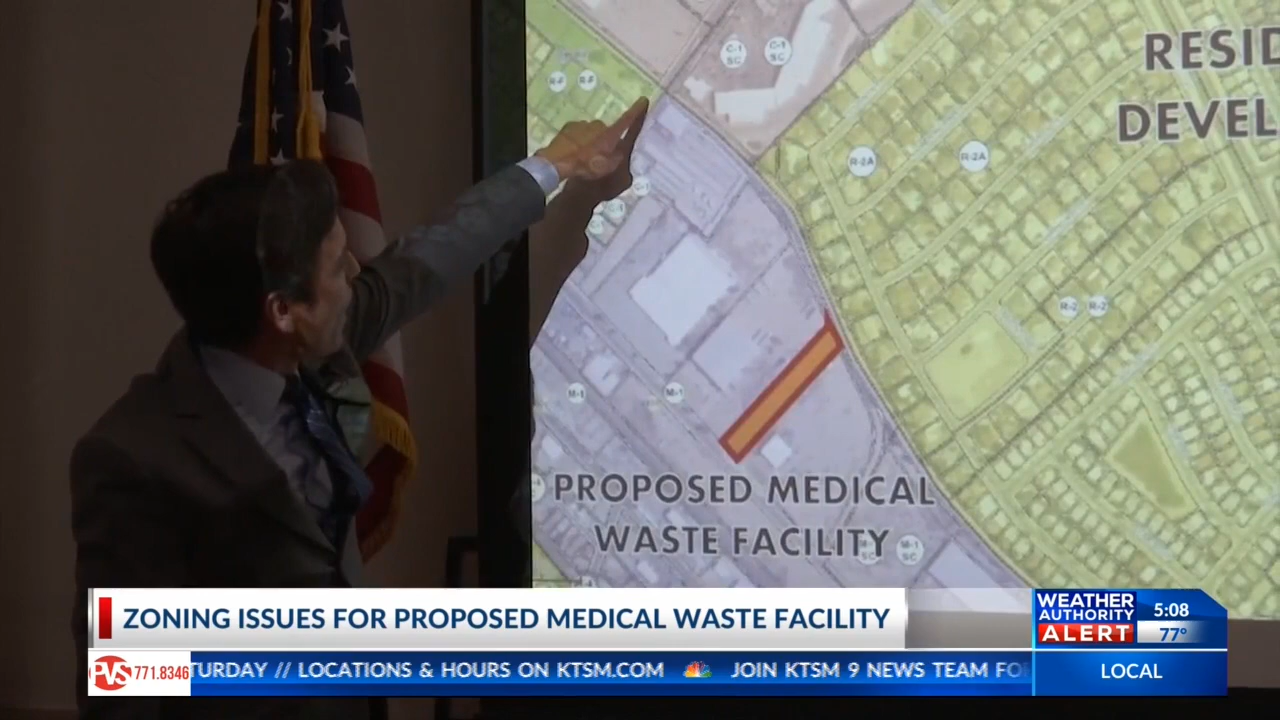 RESID
DEVEL
C-1
SC
C-1
SC
R-F
R-F
R-2A
R-2A
R-2
M-1
M-1
PROPOSED MEDICAL
WASTE FACILITY
M-1
SC
ZONING ISSUES FOR PROPOSED MEDICAL WASTE FACILITY
WEATHER
AUTHORITY
ALERT
5:08
77°
PVS 771.8346
TURDAY // LOCATIONS & HOURS ON KTSM.COM JOIN KTSM 9 NEWS TEAM FO
LOCAL